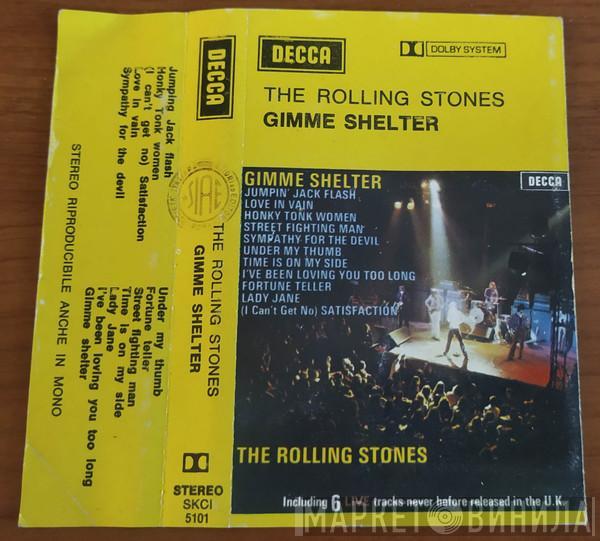 DECCA
DOLBY SYSTEM
THE ROLLING STONES
GIMME SHELTER
GIMME SHELTER
DECCA
JUMPIN' JACK FLASH
LOVE IN VAIN
HONKY TONK WOMEN
STREET FIGHTING MAN
SYMPATHY FOR THE DEVIL
UNDER MY THUMB
TIME IS ON MY SIDE
I'VE BEEN LOVING YOU TOO LONG
FORTUNE TELLER
LADY JANE
(I Can't Get No) SATISFACTION
THE ROLLING STONES
Including 6 LIVE tracks never before released in the U.K.
DECCA
SIAE
THE ROLLING STONES
GIMME SHELTER
STEREO
SKCI
5101
Jumping Jack flash
Honky Tonk women
(I can't get no) Satisfaction
Love in vain
Sympathy for the devil
Under my thumb
Fortune teller
Street fighting man
Time is on my side
Lady Jane
I've been loving you too long
Gimme shelter
STEREO RIPRODUCIBILE ANCHE IN MONO
МАРКЕТ ВИНИЛА